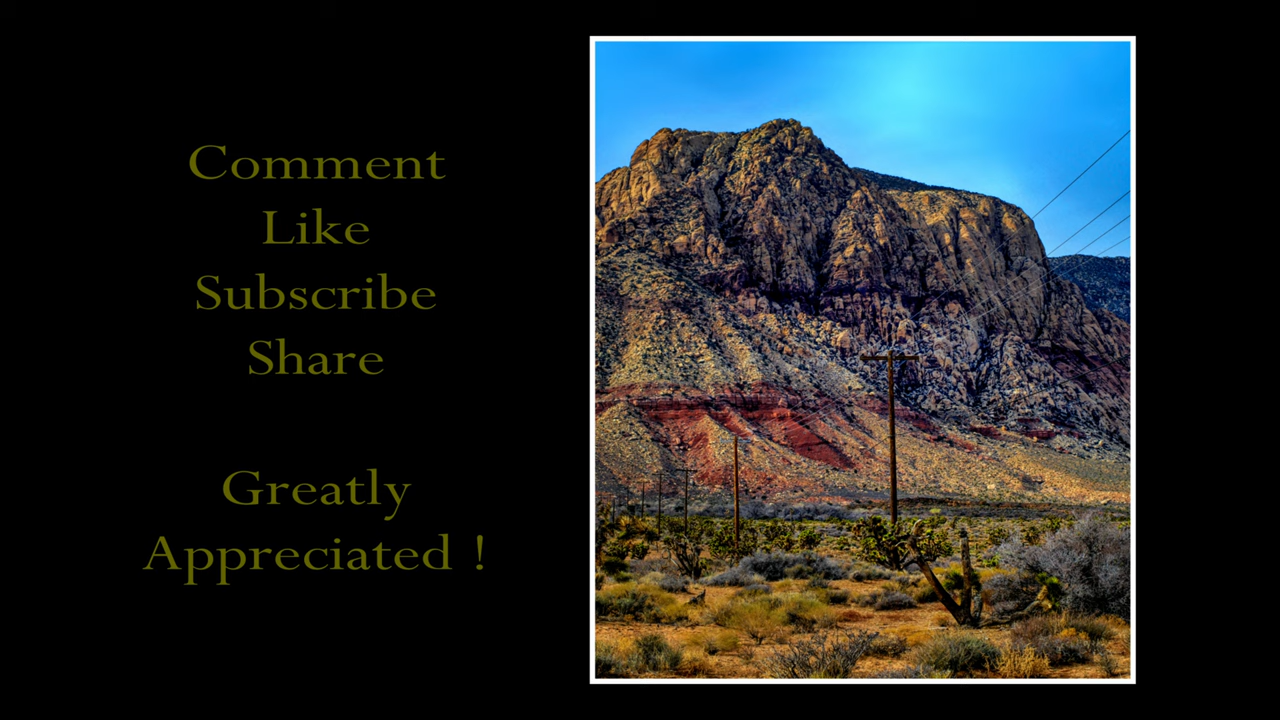 Comment
Like
Subscribe
Share
Greatly
Appreciated !